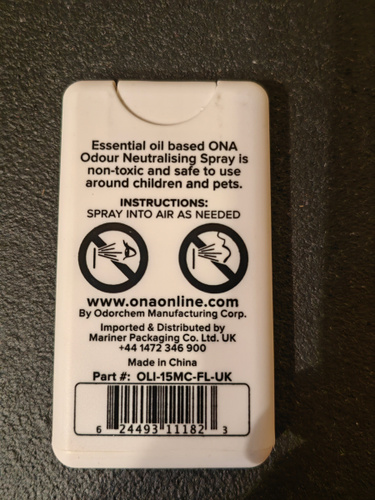 Essential oil based ONA
Odour Neutralising Spray is
non-toxic and safe to use
around children and pets.
INSTRUCTIONS:
SPRAY INTO AIR AS NEEDED
www.onaonline.com
By Odorchem Manufacturing Corp.
Imported & Distributed by
Mariner Packaging Co. Ltd. UK
+44 1472 346 900
Made in China
Part #: OLI-15MC-FL-UK
6 24493 11182 3